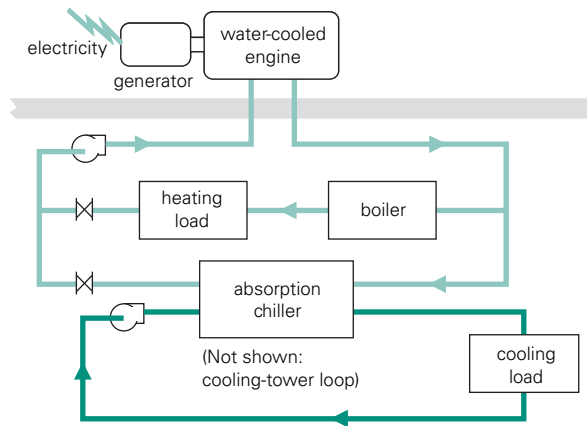 electricity
generator
water-cooled
engine
heating
load
boiler
absorption
chiller
(Not shown:
cooling-tower loop)
cooling
load